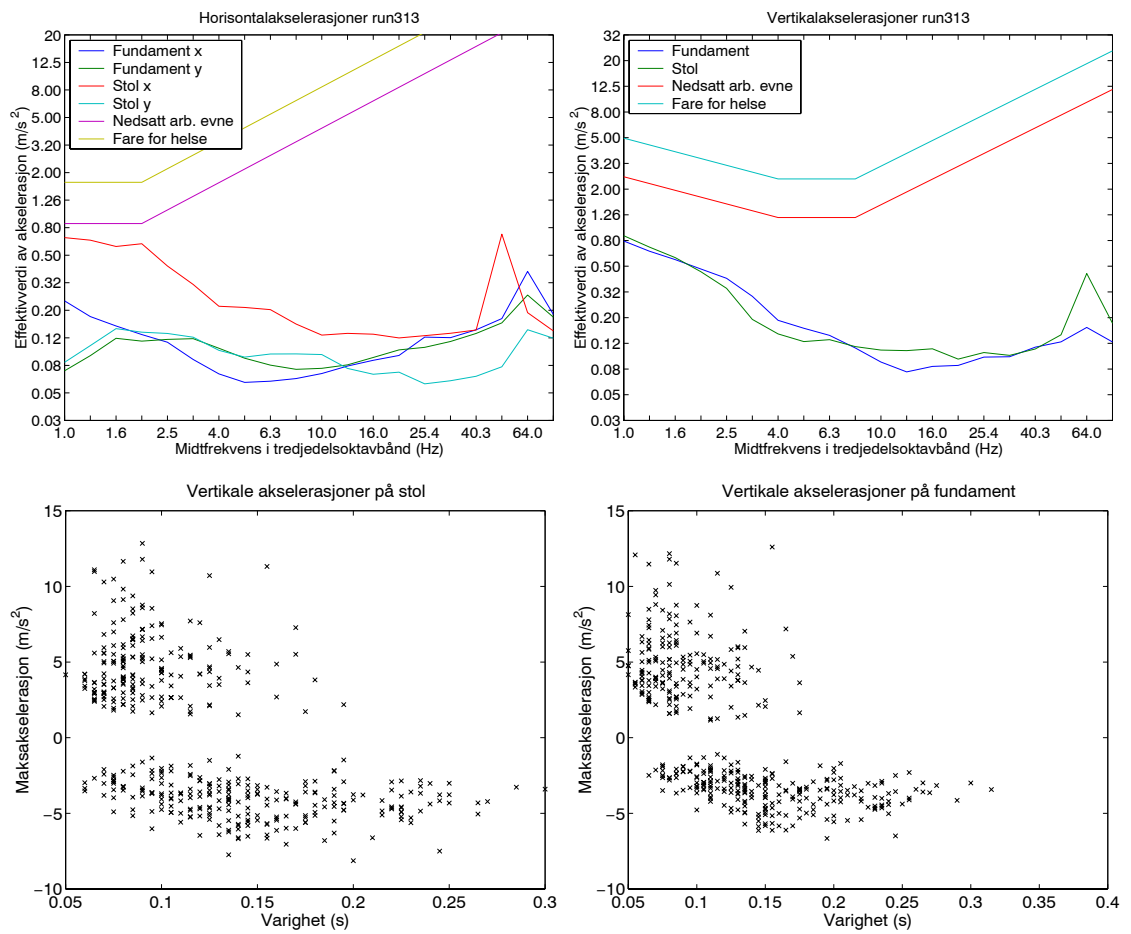 Horisontalakselerasjoner run313
Effektivverdi av akselerasjon (m/s²)
20
12.5
8.00
5.00
3.20
2.00
1.26
0.80
0.50
0.32
0.20
0.12
0.08
0.05
0.03
Fundament x
Fundament y
Stol x
Stol y
Nedsatt arb. evne
Fare for helse
1.0 1.6 2.5 4.0 6.3 10.0 16.0 25.4 40.3 64.0
Midtfrekvens i tredjedelsoktavbånd (Hz)
Vertikalakselerasjoner run313
Effektivverdi av akselerasjon (m/s²)
32
20
12.5
8.00
5.00
3.20
2.00
1.26
0.80
0.50
0.32
0.20
0.12
0.08
0.05
0.03
Fundament
Stol
Nedsatt arb. evne
Fare for helse
1.0 1.6 2.5 4.0 6.3 10.0 16.0 25.4 40.3 64.0
Midtfrekvens i tredjedelsoktavbånd (Hz)
Vertikale akselerasjoner på stol
Maksakselerasjon (m/s²)
15
10
5
0
−5
−10
0.05 0.1 0.15 0.2 0.25 0.3
Varighet (s)
Vertikale akselerasjoner på fundament
Maksakselerasjon (m/s²)
15
10
5
0
−5
−10
0.05 0.1 0.15 0.2 0.25 0.3 0.35 0.4
Varighet (s)